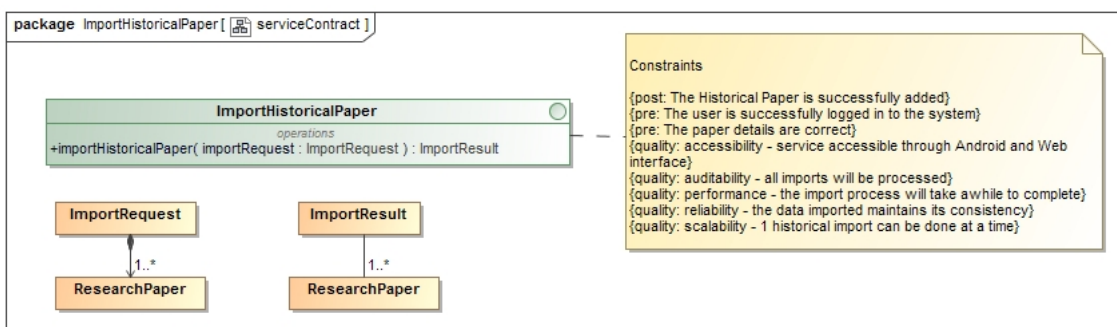 package ImportHistoricalPaper [ serviceContract ]
ImportHistoricalPaper
operations
+importHistoricalPaper( importRequest : ImportRequest ) : ImportResult
Constraints
{post: The Historical Paper is successfully added}
{pre: The user is successfully logged in to the system}
{pre: The paper details are correct}
{quality: accessibility - service accessible through Android and Web
interface}
{quality: auditability - all imports will be processed}
{quality: performance - the import process will take awhile to complete}
{quality: reliability - the data imported maintains its consistency}
{quality: scalability - 1 historical import can be done at a time}
ImportRequest
1..*
ResearchPaper
ImportResult
1..*
ResearchPaper